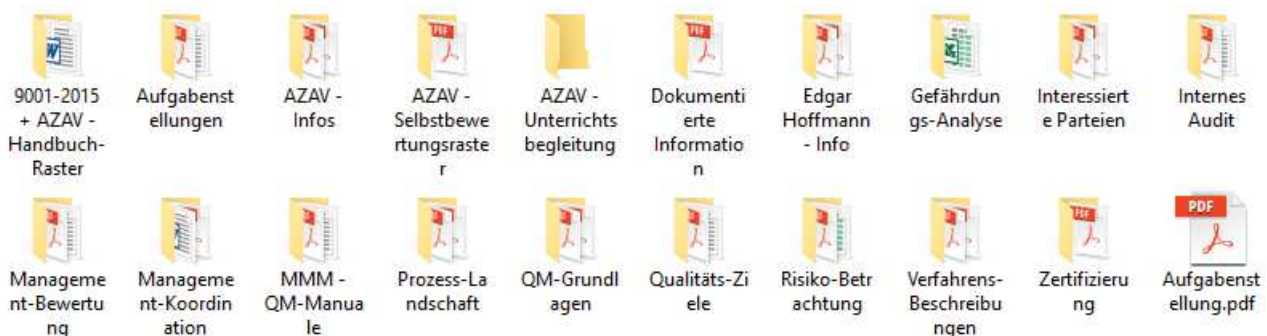 9001-2015 Aufgabenst AZAV - AZAV - AZAV - Dokumenti Edgar Gefährdun Interessiert Internes
+ AZAV - ellungen Infos Selbstbewe Unterrichts erte Hoffmann gs-Analyse e Parteien Audit
Handbuch- rtungsraste begleitung Informatio - Info
Raster r n
PDF
Manageme Manageme MMM - Prozess-La QM-Grundl Qualitäts-Zi Risiko-Betr Verfahrens- Zertifizieru Aufgabenst
nt-Bewertu nt-Koordin QM-Manua ndschaft agen ele achtung Beschreibu ng ellung.pdf
ng ation le ngen